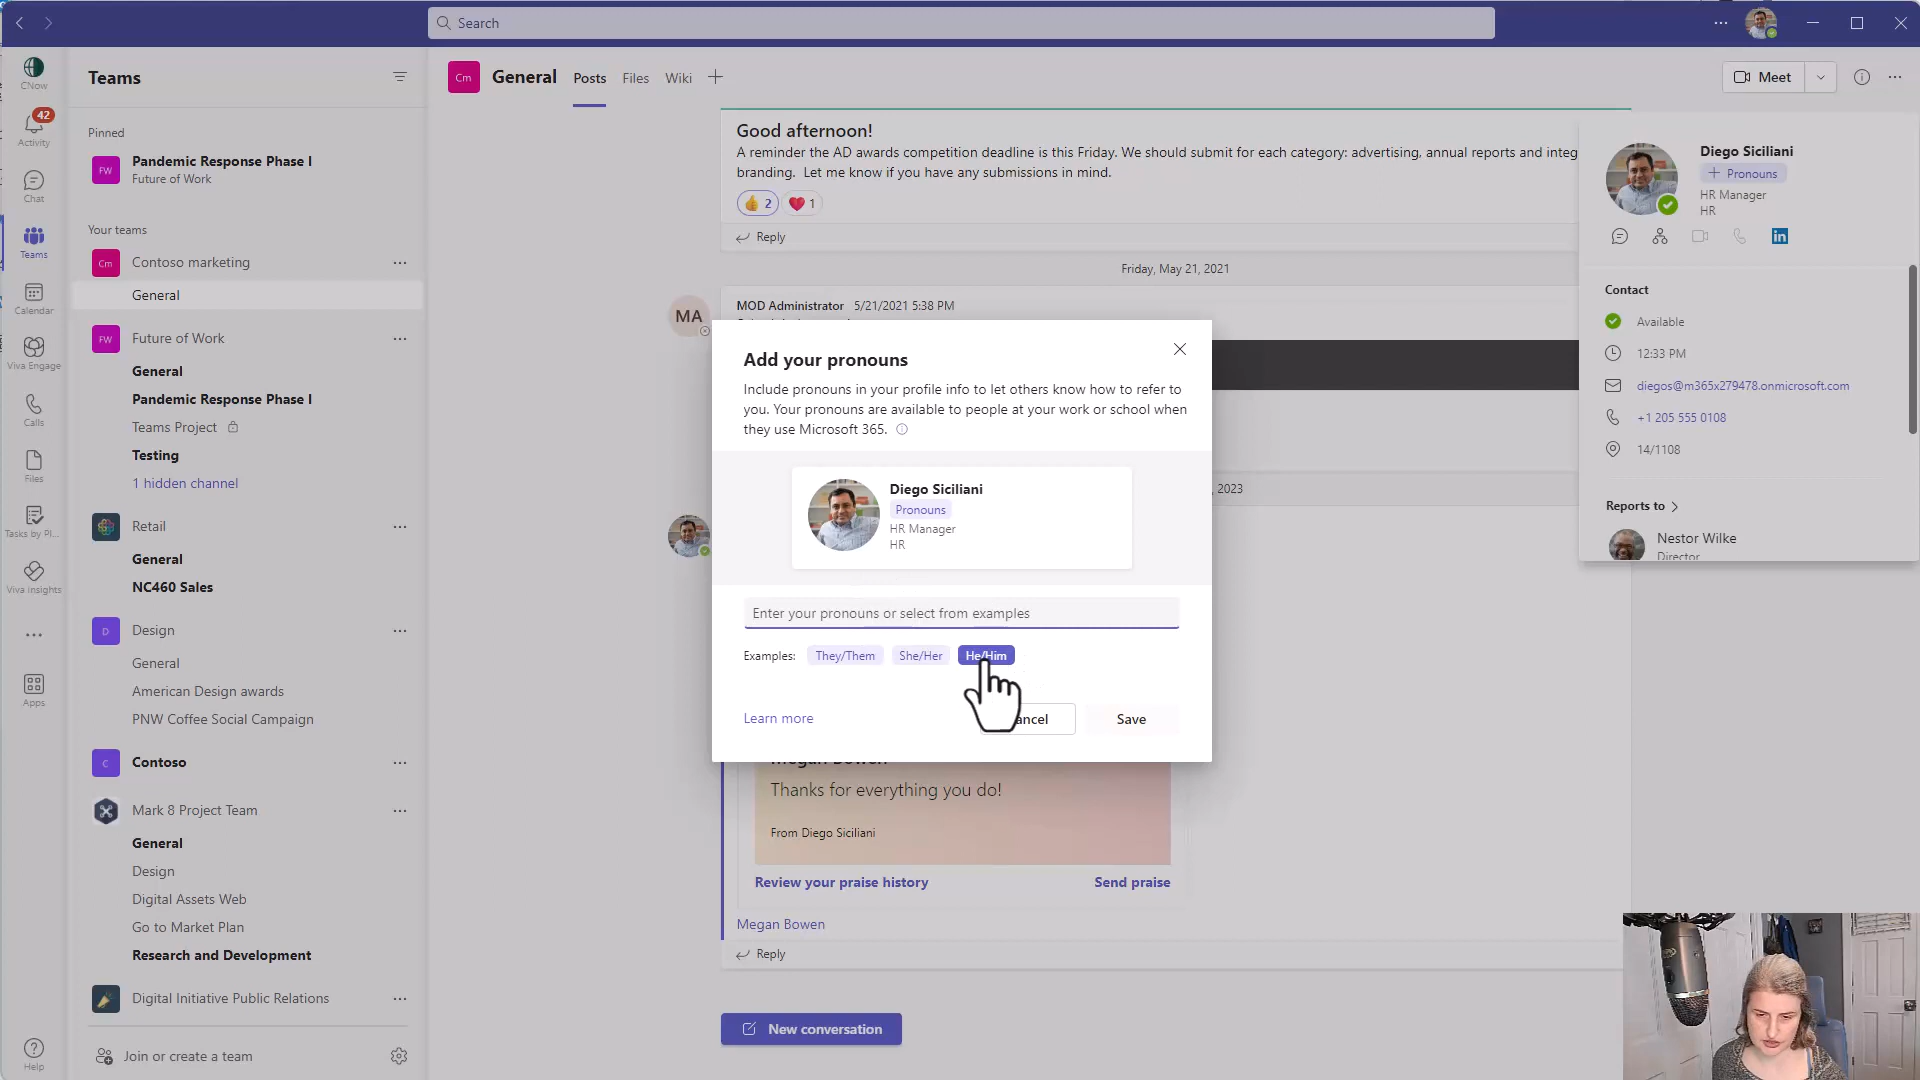 Search
CNow
42
Activity
Chat
Teams
Calendar
Viva Engage
Calls
Files
Tasks by Pl...
Viva Insights
Apps
Help
Teams
Pinned
FW
Pandemic Response Phase I
Future of Work
Your teams
Cm
Contoso marketing
General
FW
Future of Work
General
Pandemic Response Phase I
Teams Project
Testing
1 hidden channel
Retail
General
NC460 Sales
D
Design
General
American Design awards
PNW Coffee Social Campaign
C
Contoso
Mark 8 Project Team
General
Design
Digital Assets Web
Go to Market Plan
Research and Development
Digital Initiative Public Relations
Join or create a team
Cm
General
Posts
Files
Wiki
Meet
Good afternoon!
A reminder the AD awards competition deadline is this Friday. We should submit for each category: advertising, annual reports and integ
branding. Let me know if you have any submissions in mind.
2
1
Reply
Friday, May 21, 2021
MA
MOD Administrator 5/21/2021 5:38 PM
, 2023
Add your pronouns
Include pronouns in your profile info to let others know how to refer to
you. Your pronouns are available to people at your work or school when
they use Microsoft 365.
Diego Siciliani
Pronouns
HR Manager
HR
Enter your pronouns or select from examples
Examples:
They/Them
She/Her
He/Him
Learn more
ancel
Save
Megan Bowen
Thanks for everything you do!
From Diego Siciliani
Review your praise history
Send praise
Megan Bowen
Reply
New conversation
Diego Siciliani
Pronouns
HR Manager
HR
in
Contact
Available
12:33 PM
diegos@m365x279478.onmicrosoft.com
+1 205 555 0108
14/1108
Reports to
Nestor Wilke
Director